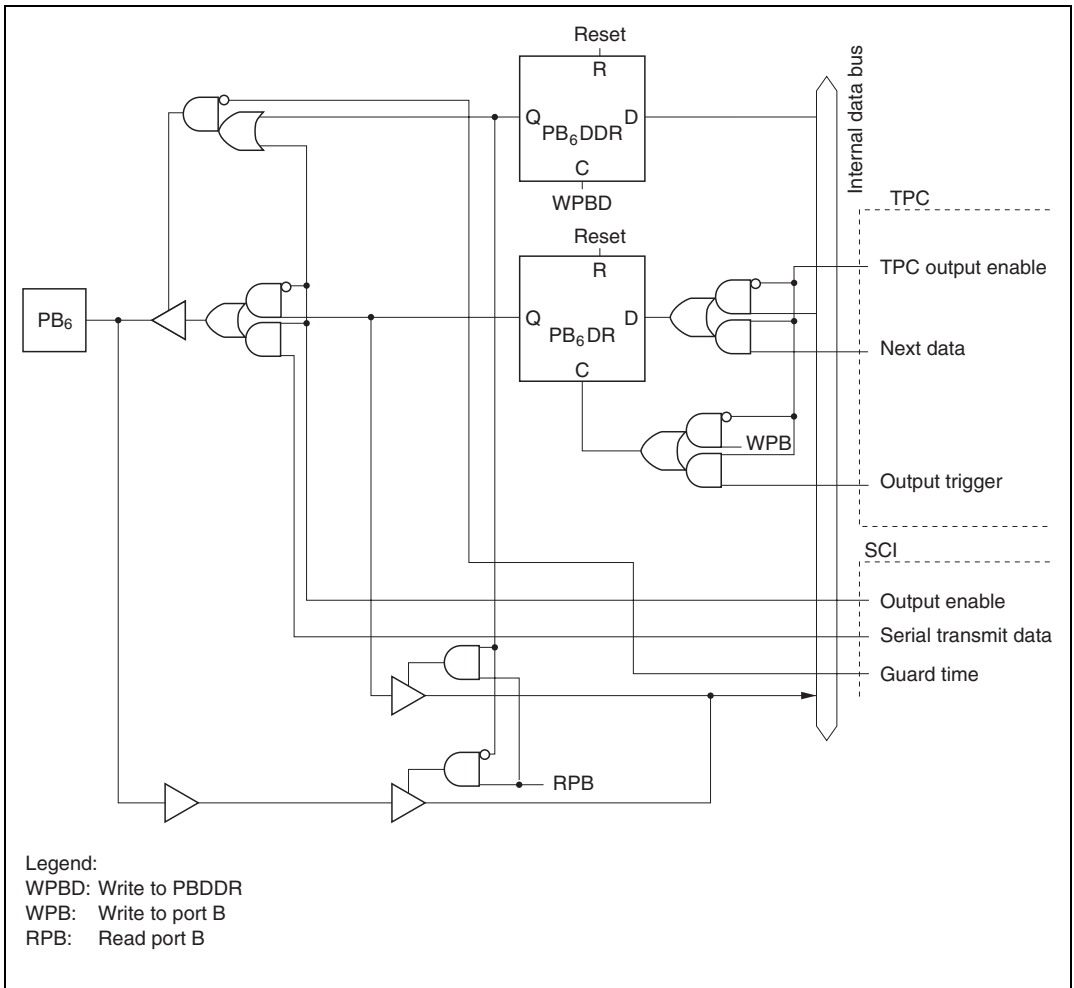 Reset
R
Q
D
PB6DDR
C
WPBD
Internal data bus
TPC
Reset
R
TPC output enable
PB6
Q
D
PB6DR
Next data
C
WPB
Output trigger
SCI
Output enable
Serial transmit data
Guard time
RPB
Legend:
WPBD: Write to PBDDR
WPB: Write to port B
RPB: Read port B